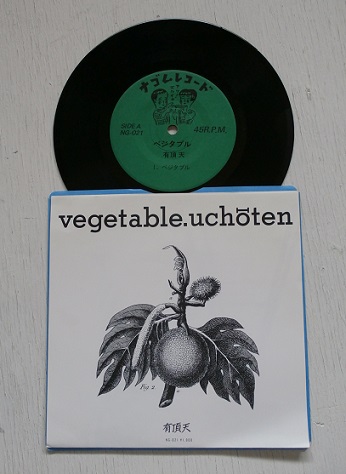 ナゴムレコード
SIDE A
NG-021
45R.P.M.
ベジタブル
有頂天
1. ベジタブル
vegetable.uchōten
Fig 2
有頂天